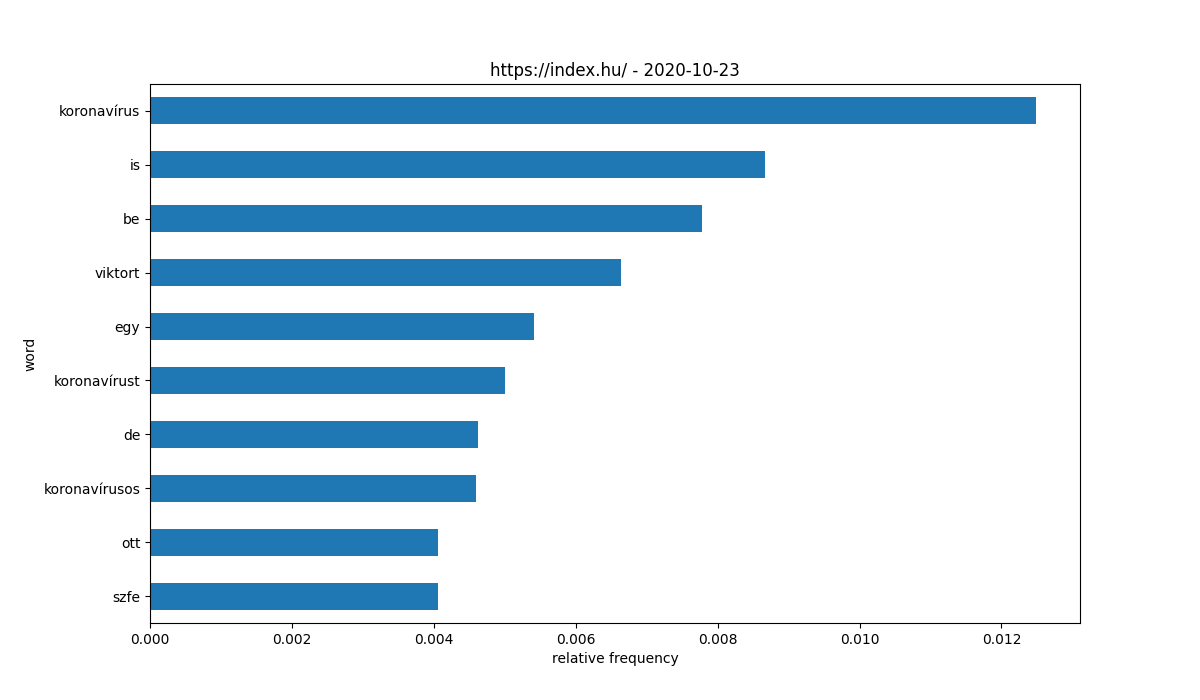 https://index.hu/ - 2020-10-23
koronavírus
is
be
viktort
egy
koronavírust
de
koronavírusos
ott
szfe
word
0.000 0.002 0.004 0.006 0.008 0.010 0.012
relative frequency